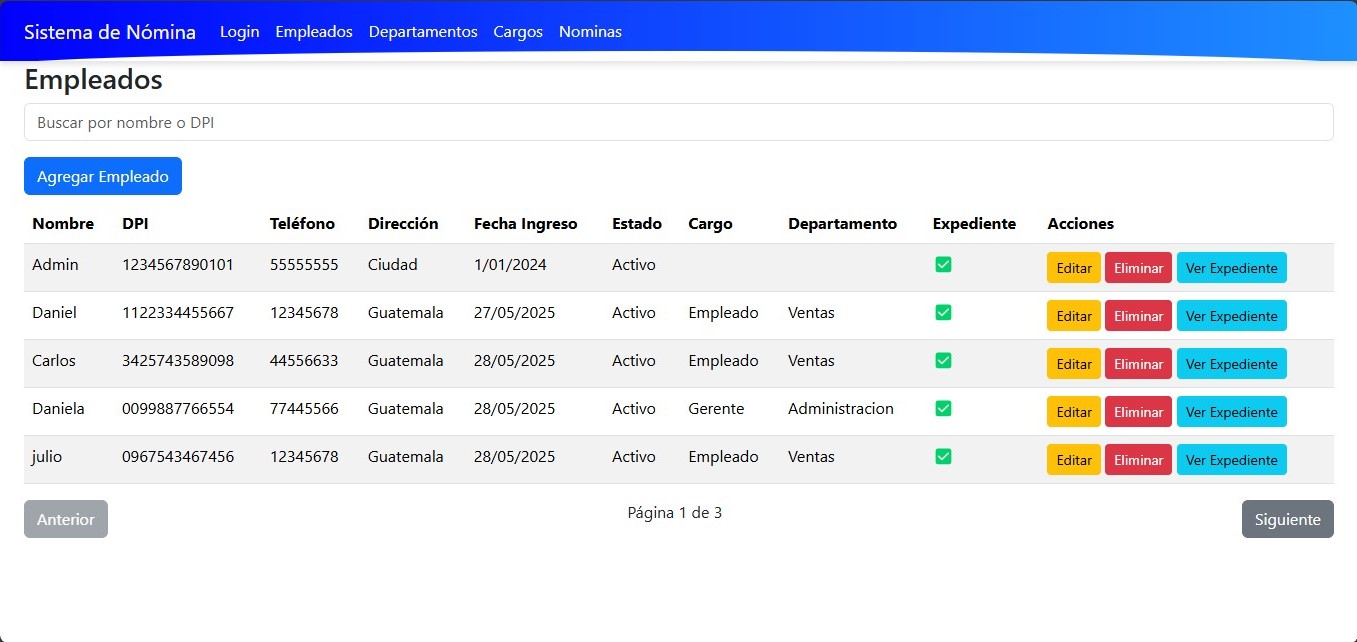 Sistema de Nómina Login Empleados Departamentos Cargos Nominas
Empleados
Buscar por nombre o DPI
Agregar Empleado
Nombre DPI Teléfono Dirección Fecha Ingreso Estado Cargo Departamento Expediente Acciones
Admin 1234567890101 55555555 Ciudad 1/01/2024 Activo Editar Eliminar Ver Expediente
Daniel 1122334455667 12345678 Guatemala 27/05/2025 Activo Empleado Ventas Editar Eliminar Ver Expediente
Carlos 3425743589098 44556633 Guatemala 28/05/2025 Activo Empleado Ventas Editar Eliminar Ver Expediente
Daniela 0099887766554 77445566 Guatemala 28/05/2025 Activo Gerente Administracion Editar Eliminar Ver Expediente
julio 0967543467456 12345678 Guatemala 28/05/2025 Activo Empleado Ventas Editar Eliminar Ver Expediente
Anterior Página 1 de 3 Siguiente